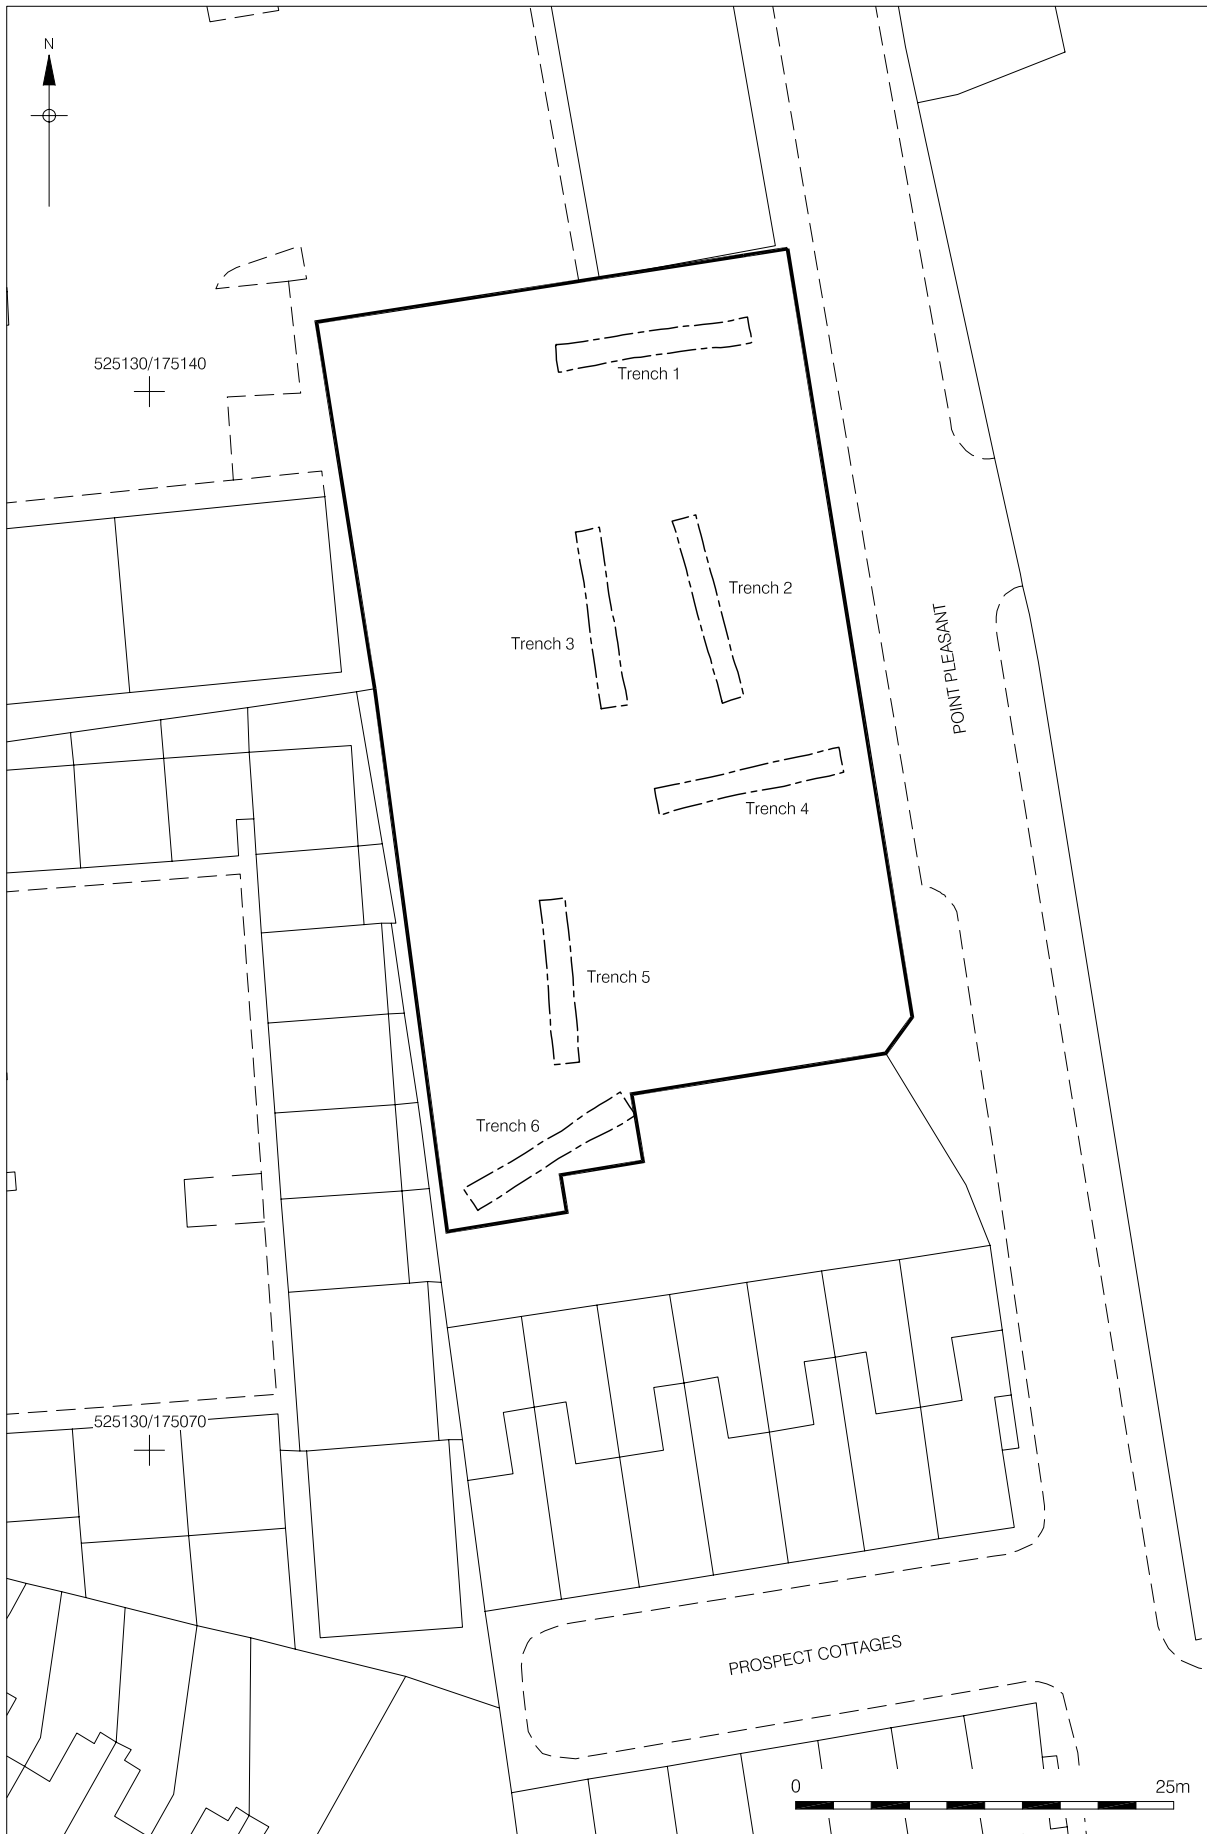 N
525130/175140
Trench 1
Trench 2
Trench 3
POINT PLEASANT
Trench 4
Trench 5
Trench 6
525130/175070
PROSPECT COTTAGES
0 25m